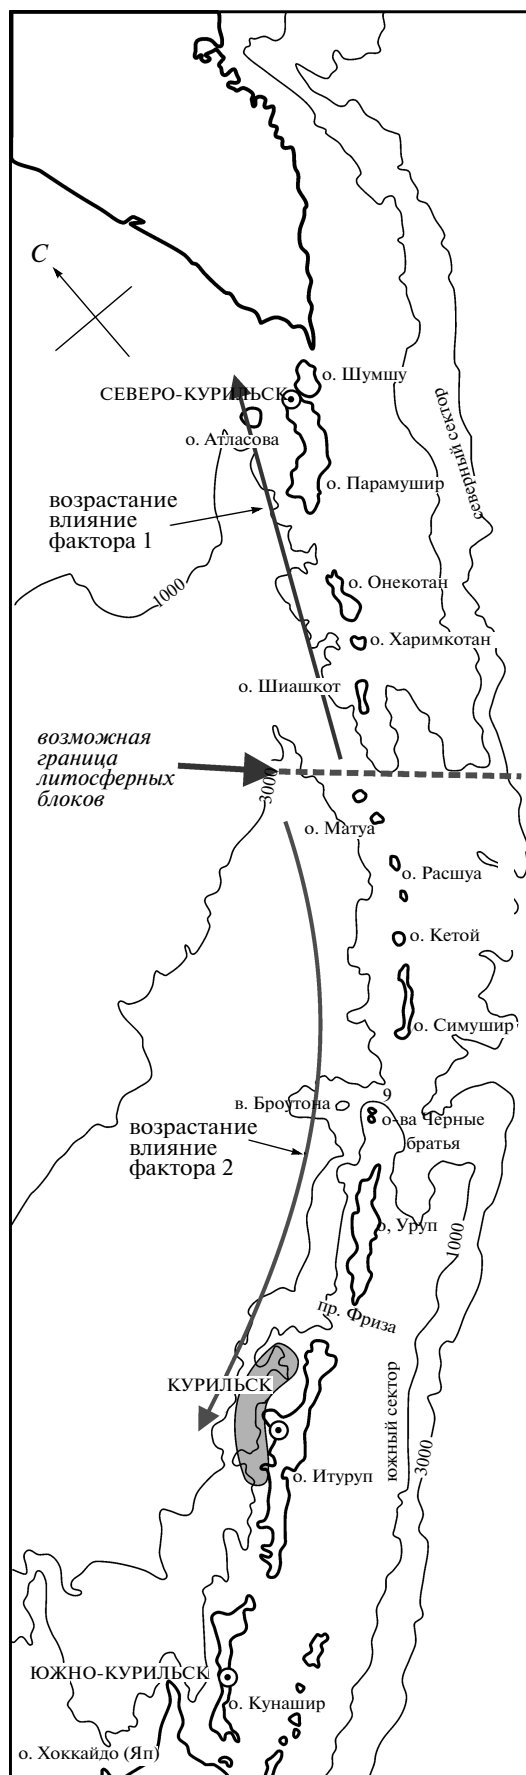 С
о. Шумшу
СЕВЕРО-КУРИЛЬСК
о. Атласова
северный сектор
о. Парамушир
возрастание
влияние
фактора 1
1000
о. Онекотан
о. Харимкотан
о. Шиашкот
возможная
граница
литосферных
блоков
3000
о. Матуа
о. Расшуа
о. Кетой
о. Симушир
9
в. Броутона
о-ва Черные
братья
возрастание
влияние
фактора 2
о, Уруп
1000
пр. Фриза
КУРИЛЬСК
южный сектор
3000
о. Итуруп
ЮЖНО-КУРИЛЬСК
о. Кунашир
о. Хоккайдо (Яп)